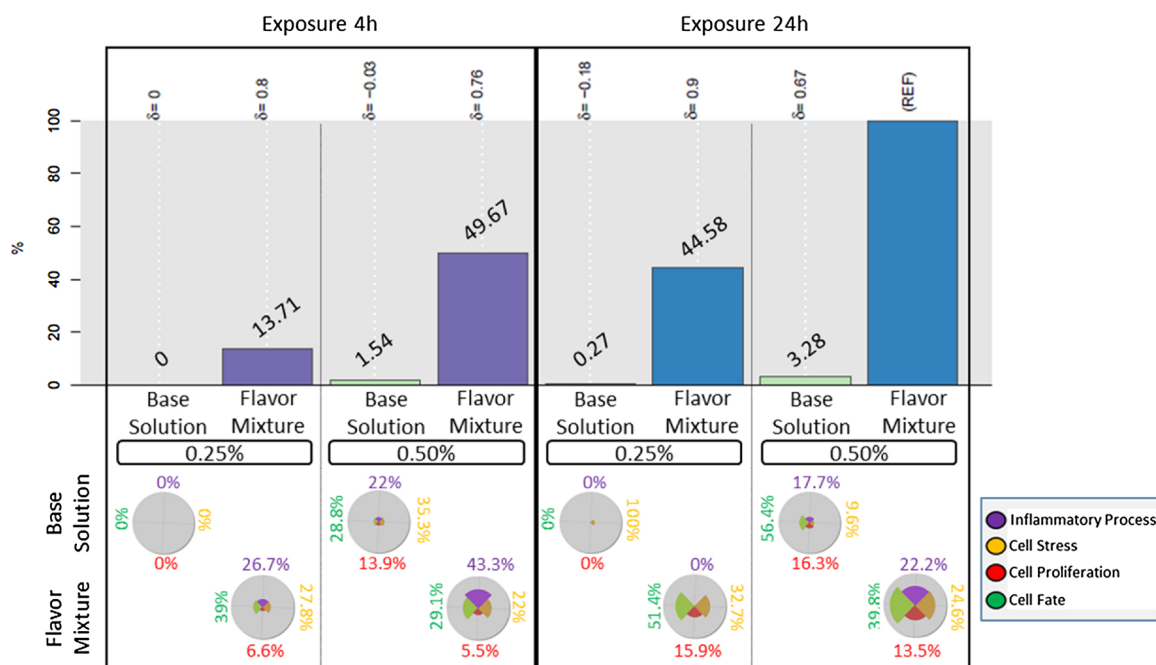 Exposure 4h
Exposure 24h
δ= 0
δ= 0.8
δ= −0.03
δ= 0.76
δ= −0.18
δ= 0.9
δ= 0.67
(REF)
%
100
80
60
40
20
0
0
13.71
1.54
49.67
0.27
44.58
3.28
Base
Solution
Flavor
Mixture
Base
Solution
Flavor
Mixture
Base
Solution
Flavor
Mixture
Base
Solution
Flavor
Mixture
0.25%
0.50%
0.25%
0.50%
Base
Solution
0%
0%
0%
0%
22%
28.8%
35.3%
13.9%
0%
0%
100%
0%
17.7%
56.4%
9.6%
16.3%
Flavor
Mixture
26.7%
39%
27.8%
6.6%
43.3%
29.1%
22%
5.5%
0%
51.4%
32.7%
15.9%
22.2%
39.8%
24.6%
13.5%
Inflammatory Process
Cell Stress
Cell Proliferation
Cell Fate